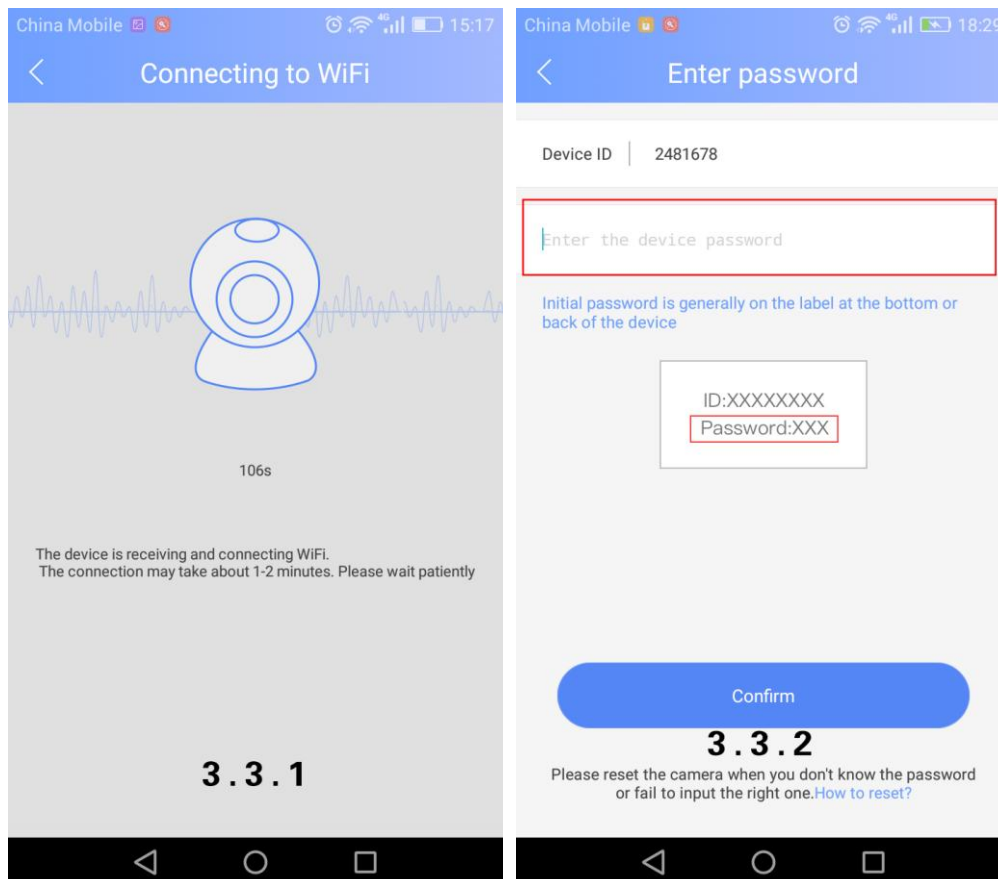 China Mobile 4G 15:17
Connecting to WiFi
106s
The device is receiving and connecting WiFi.
The connection may take about 1-2 minutes. Please wait patiently
3.3.1
China Mobile 4G 18:29
Enter password
Device ID 2481678
Enter the device password
Initial password is generally on the label at the bottom or
back of the device
ID:XXXXXXXX
Password:XXX
Confirm
3.3.2
Please reset the camera when you don't know the password
or fail to input the right one.How to reset?